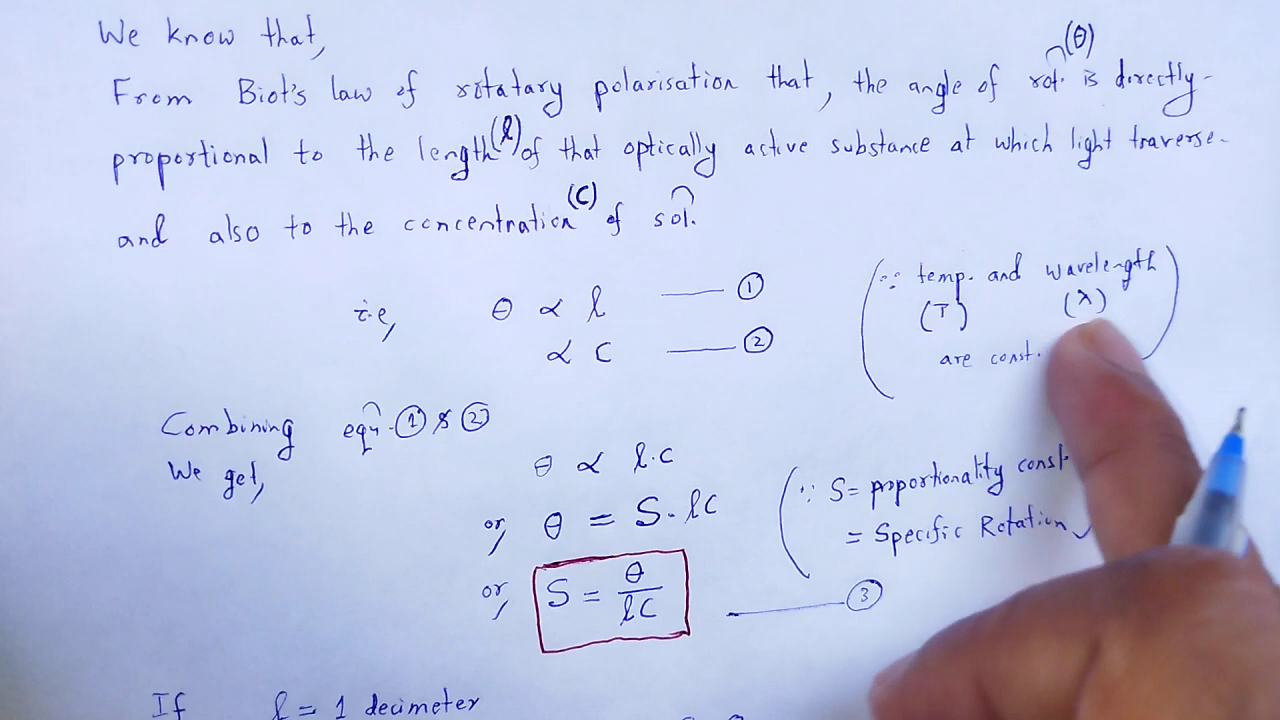 We know that,
(θ)
From Biot's law of rotatary polarisation that, the angle of rot. is directly-
proportional to the length (l) of that optically active substance at which light traverse-
and also to the concentration (C) of sol.
i.e, θ ∝ l —— ①
∝ C —— ②
(∵ temp. and wavelength
(T) (λ)
are const.
Combining eqn. ① & ②
We get,
θ ∝ l.C
or, θ = S. lC
(∵ S = proportionality const
= Specific Rotation
or, S = θ/lC —— ③
If l = 1 decimeter